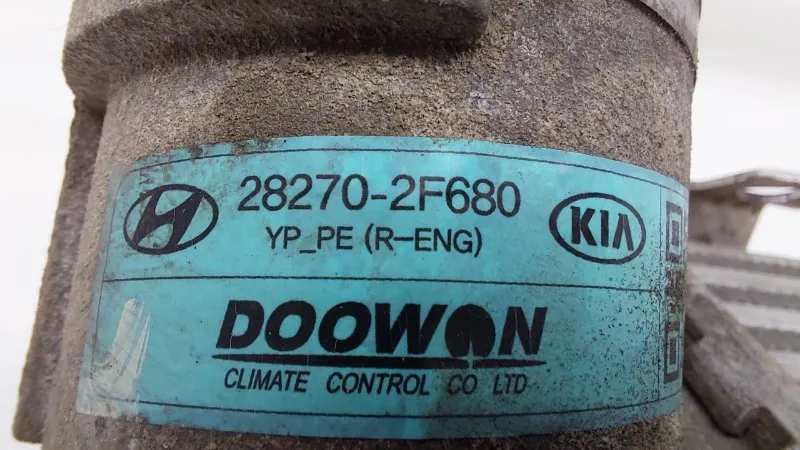 28270-2F680
KIA
YP_PE (R-ENG)
DOOWON
CLIMATE CONTROL CO LTD